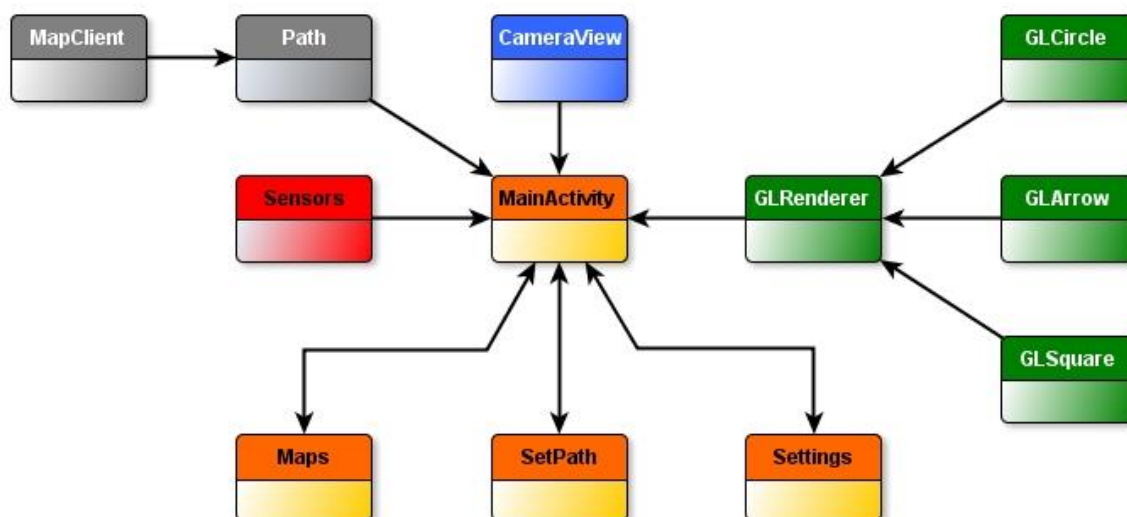 MapClient
Path
CameraView
GLCircle
Sensors
MainActivity
GLRenderer
GLArrow
GLSquare
Maps
SetPath
Settings